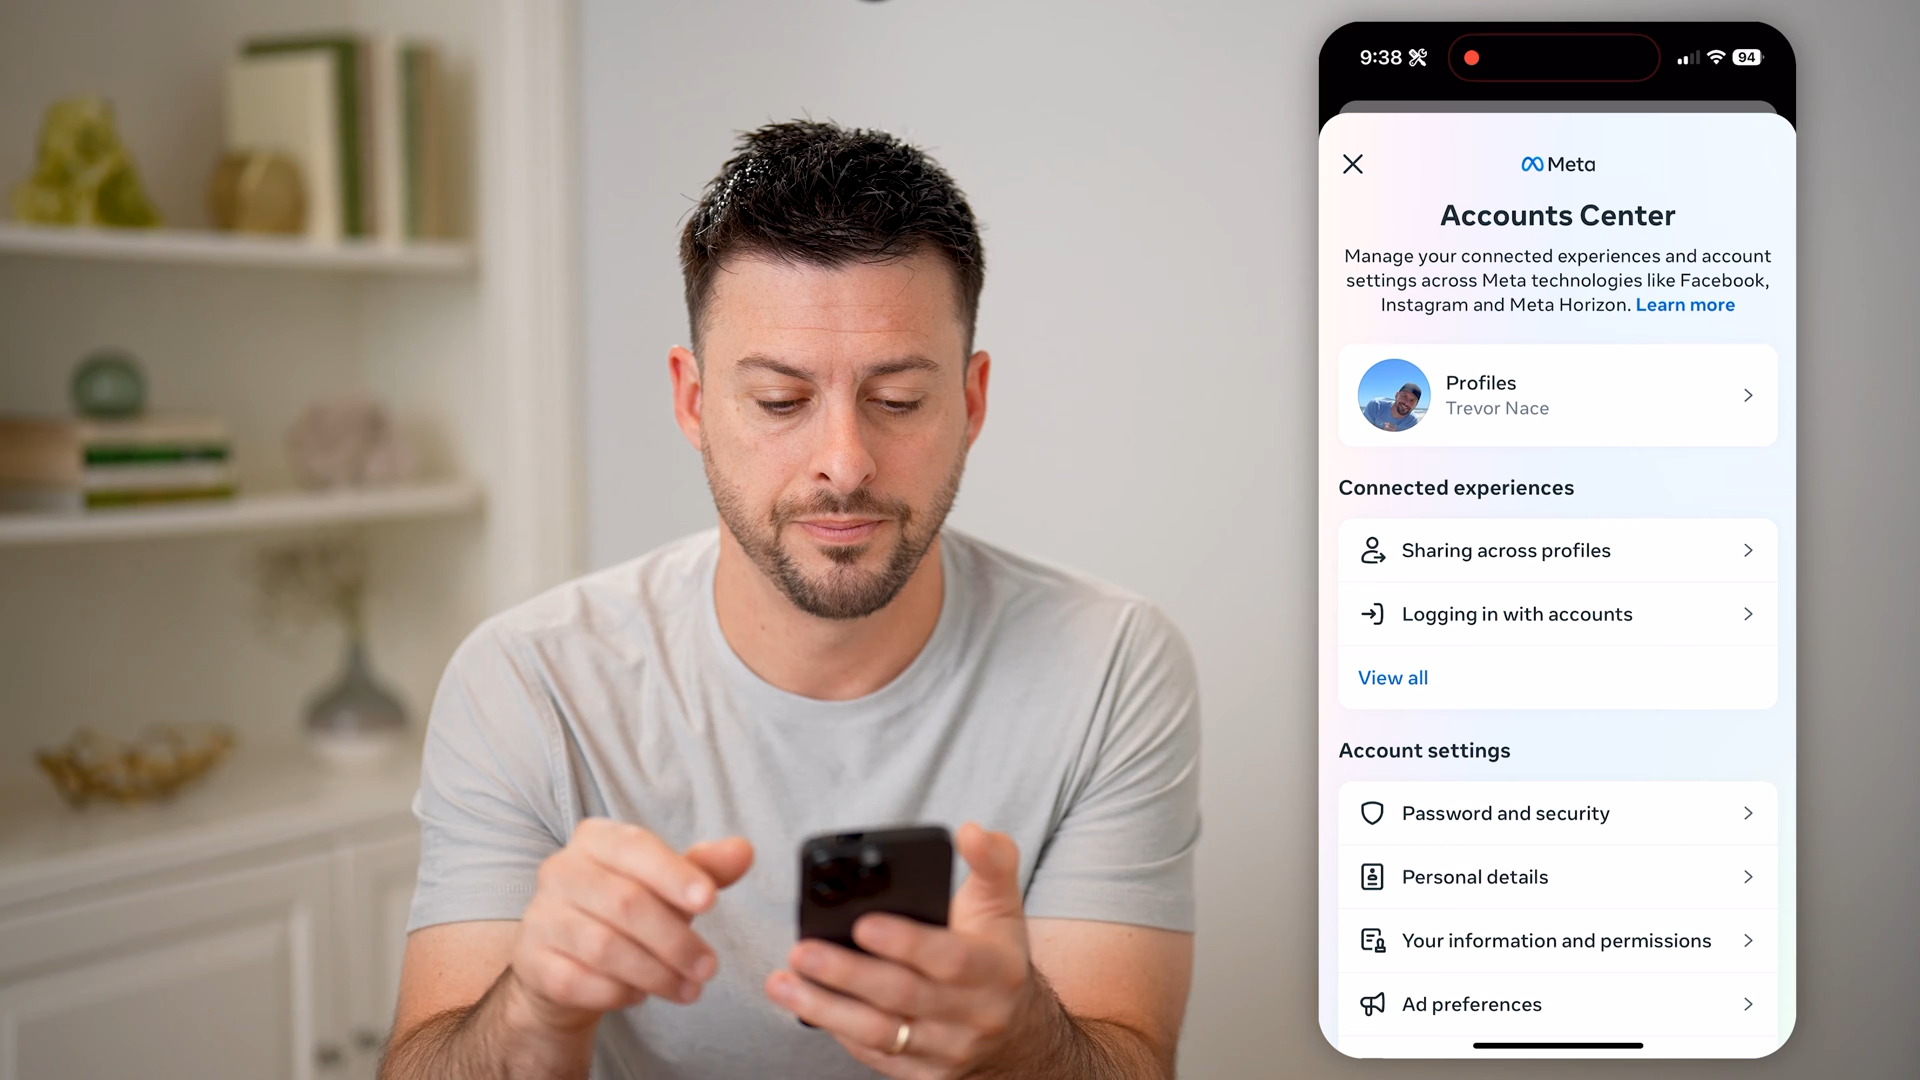 9:38
94
Meta
Accounts Center
Manage your connected experiences and account
settings across Meta technologies like Facebook,
Instagram and Meta Horizon. Learn more
Profiles
Trevor Nace
Connected experiences
Sharing across profiles
Logging in with accounts
View all
Account settings
Password and security
Personal details
Your information and permissions
Ad preferences